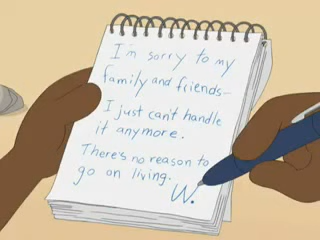 I'm sorry to my
family and friends—
I just can't handle
it anymore.
There's no reason to
go on living.
W.